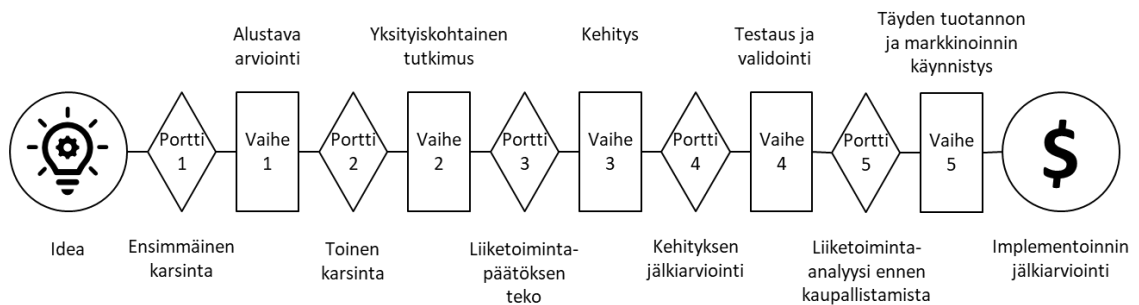 Alustava
arviointi
Yksityiskohtainen
tutkimus
Kehitys
Testaus ja
validointi
Täyden tuotannon
ja markkinoinnin
käynnistys
Portti
1
Vaihe
1
Portti
2
Vaihe
2
Portti
3
Vaihe
3
Portti
4
Vaihe
4
Portti
5
Vaihe
5
$
Idea
Ensimmäinen
karsinta
Toinen
karsinta
Liiketoiminta-
päätöksen
teko
Kehityksen
jälkiarviointi
Liiketoiminta-
analyysi ennen
kaupallistamista
Implementoinnin
jälkiarviointi